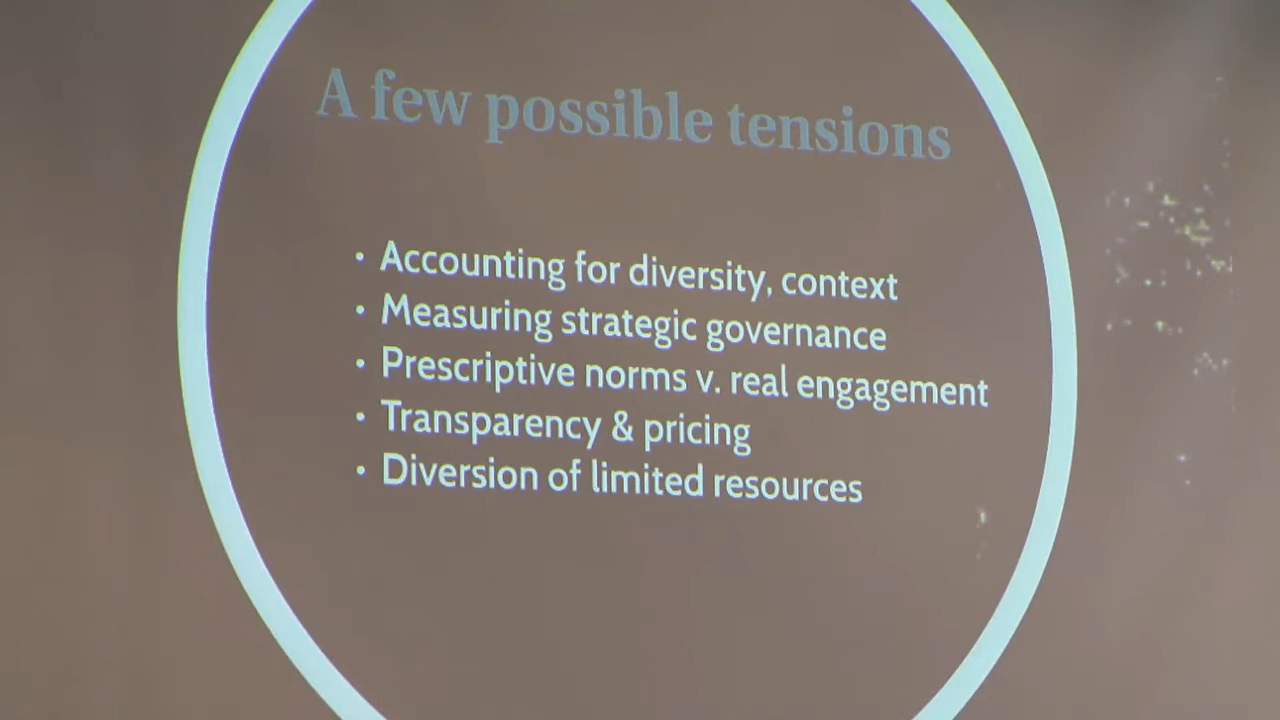 A few possible tensions
• Accounting for diversity, context
• Measuring strategic governance
• Prescriptive norms v. real engagement
• Transparency & pricing
• Diversion of limited resources